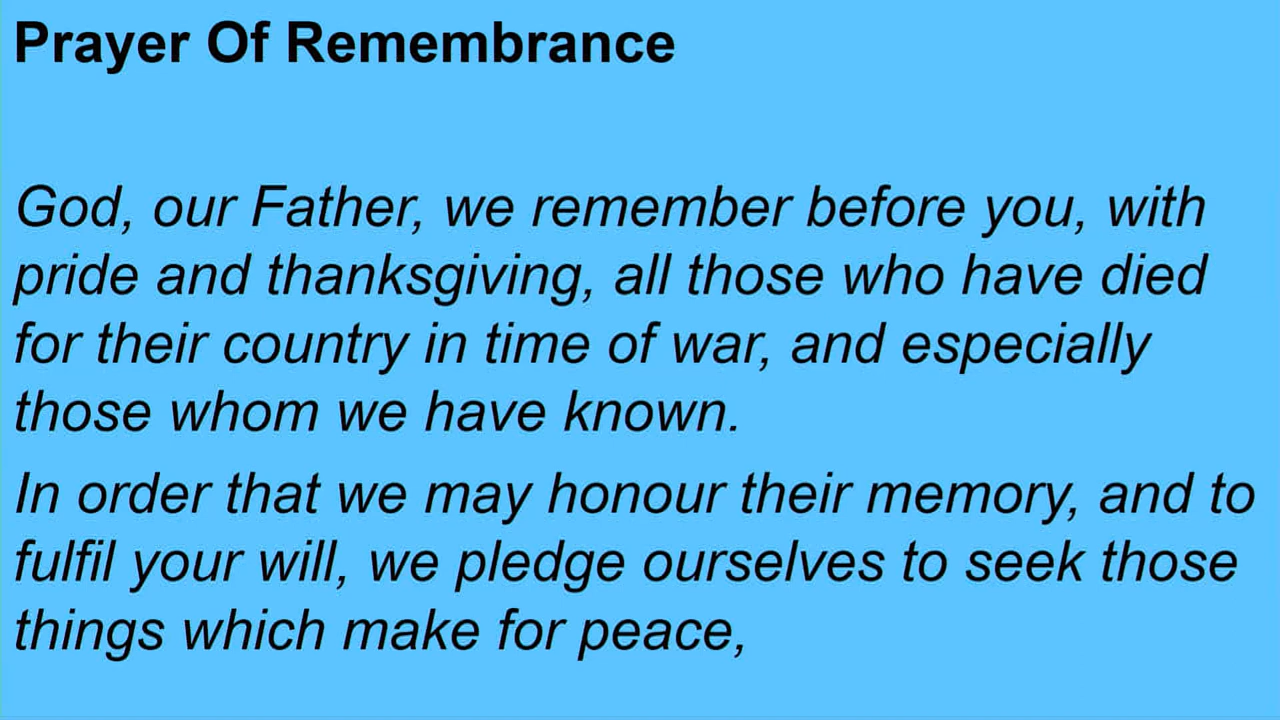 Prayer Of Remembrance
God, our Father, we remember before you, with
pride and thanksgiving, all those who have died
for their country in time of war, and especially
those whom we have known.
In order that we may honour their memory, and to
fulfil your will, we pledge ourselves to seek those
things which make for peace,